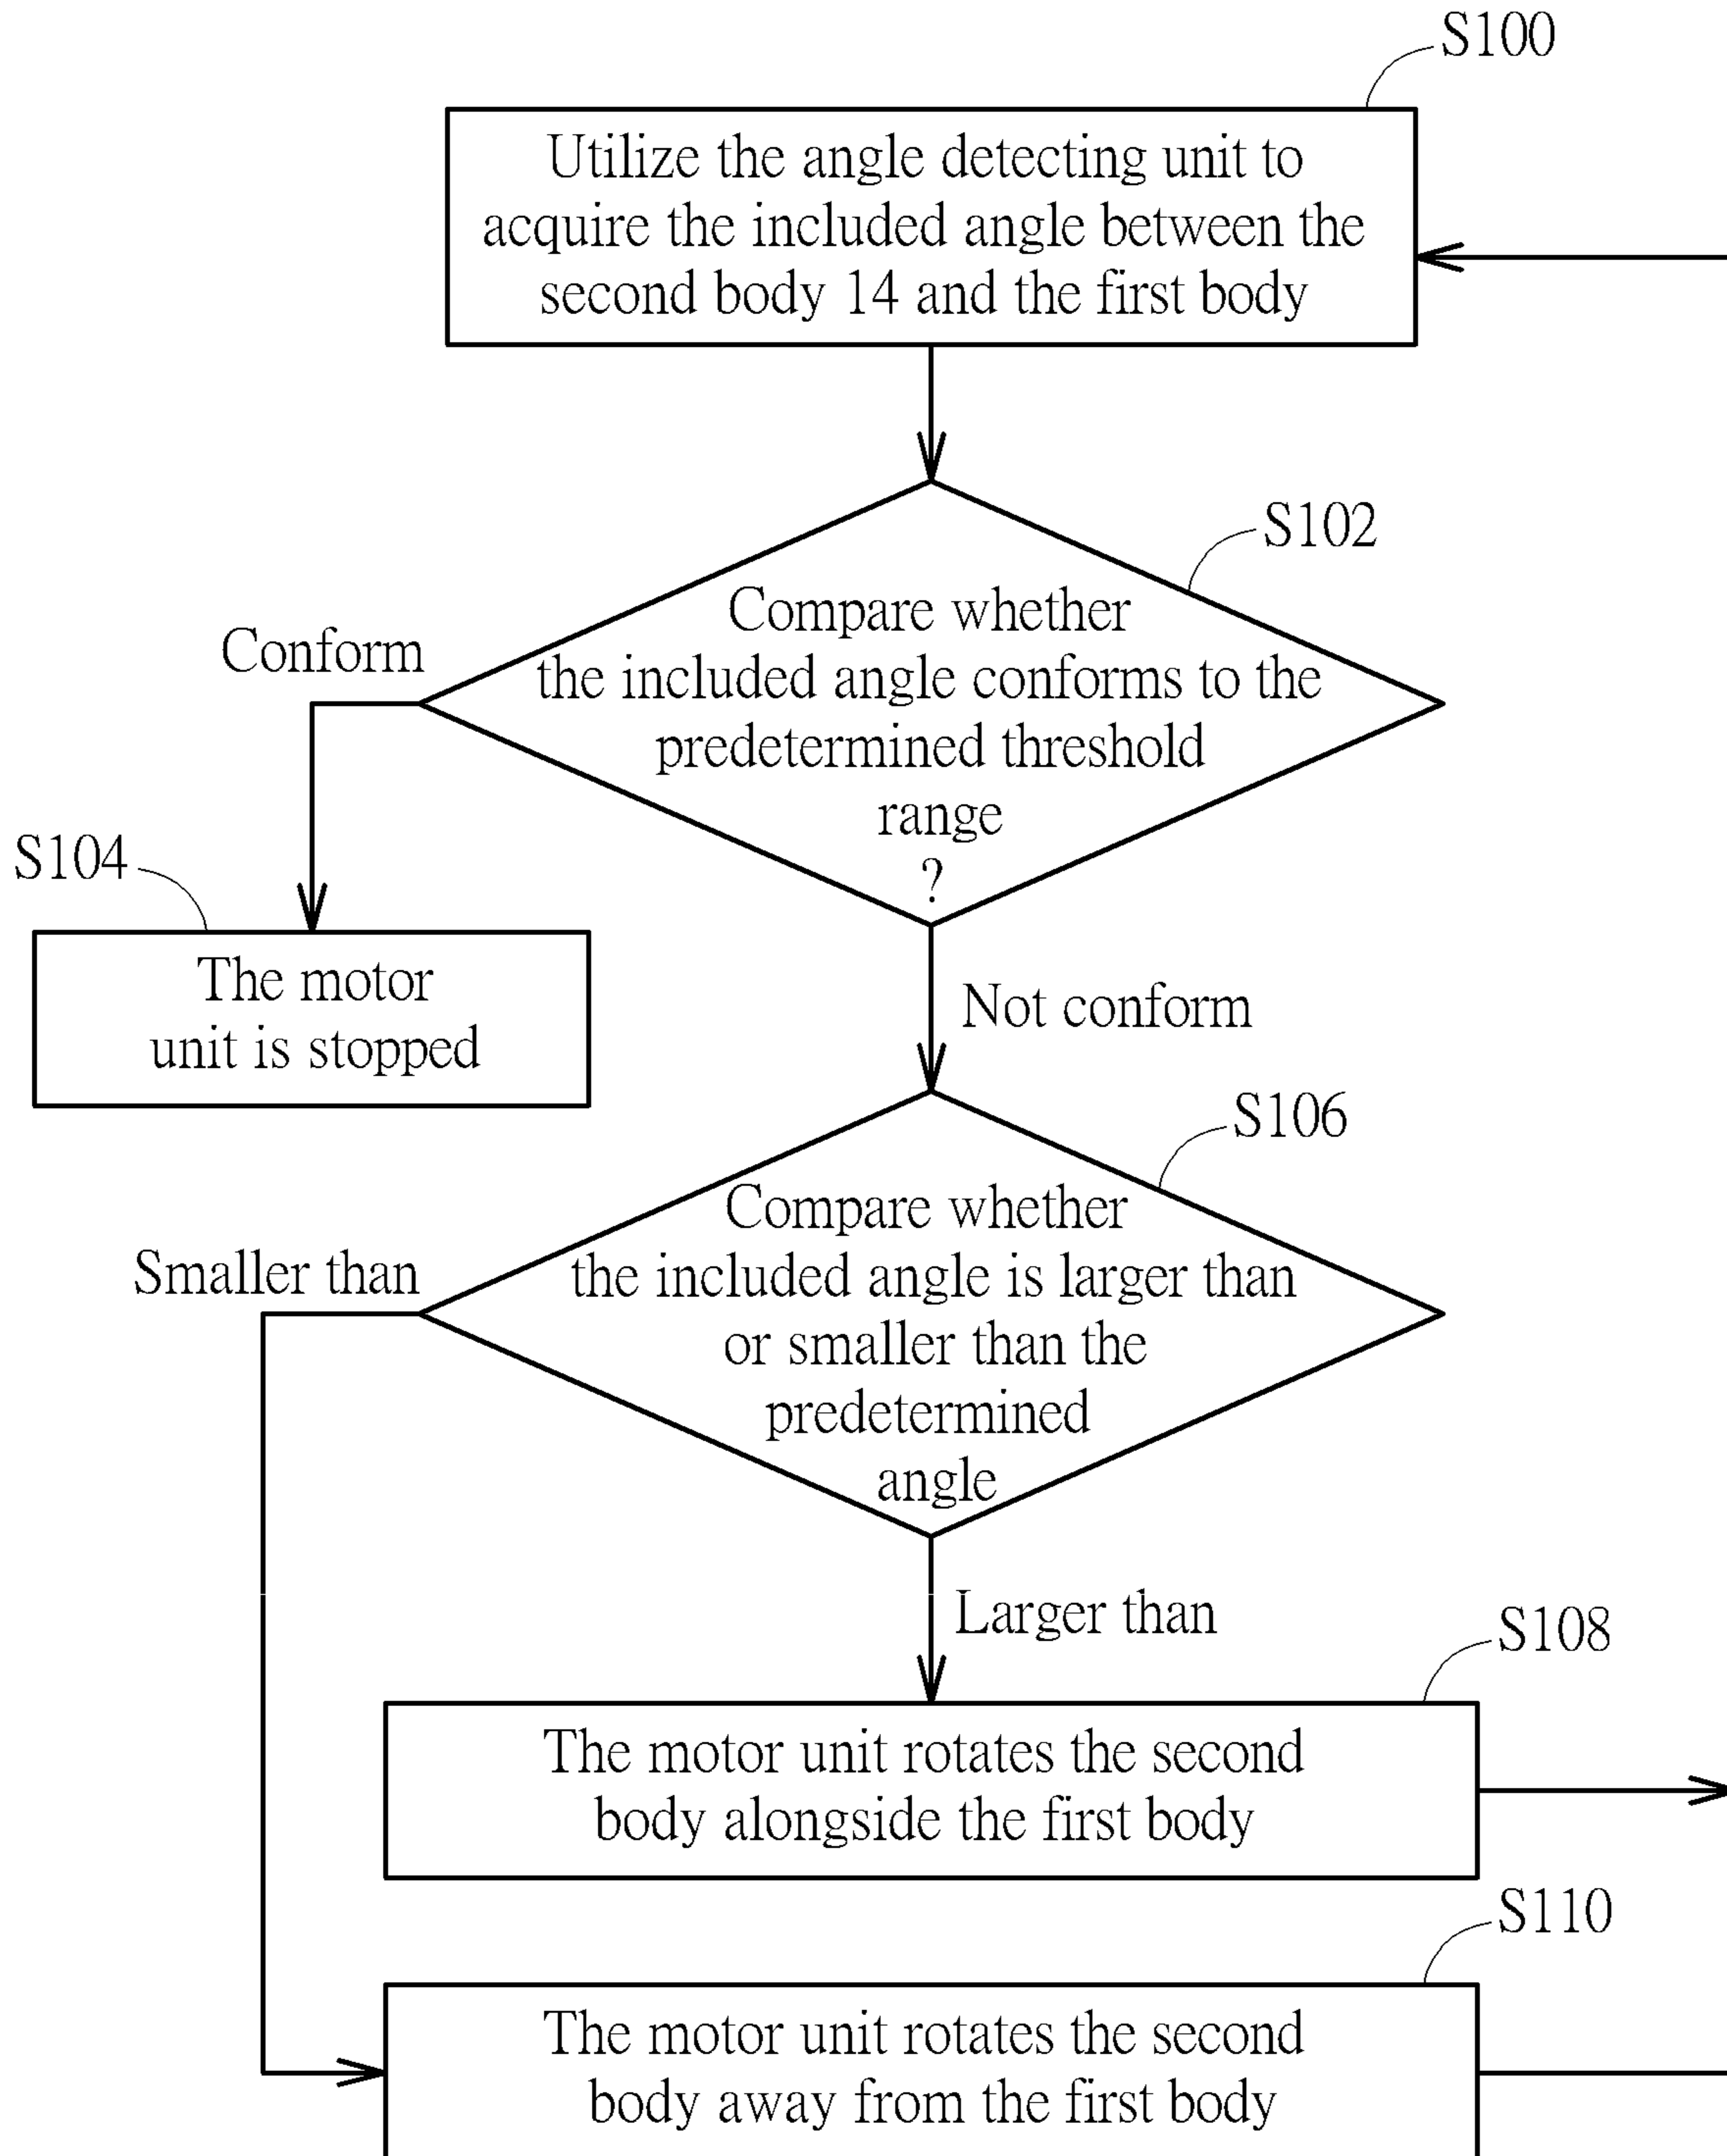 S100
Utilize the angle detecting unit to
acquire the included angle between the
second body 14 and the first body
S102
Compare whether
the included angle conforms to the
predetermined threshold
range
?
Conform
S104
The motor
unit is stopped
Not conform
S106
Compare whether
the included angle is larger than
or smaller than the
predetermined
angle
Smaller than
Larger than
S108
The motor unit rotates the second
body alongside the first body
S110
The motor unit rotates the second
body away from the first body